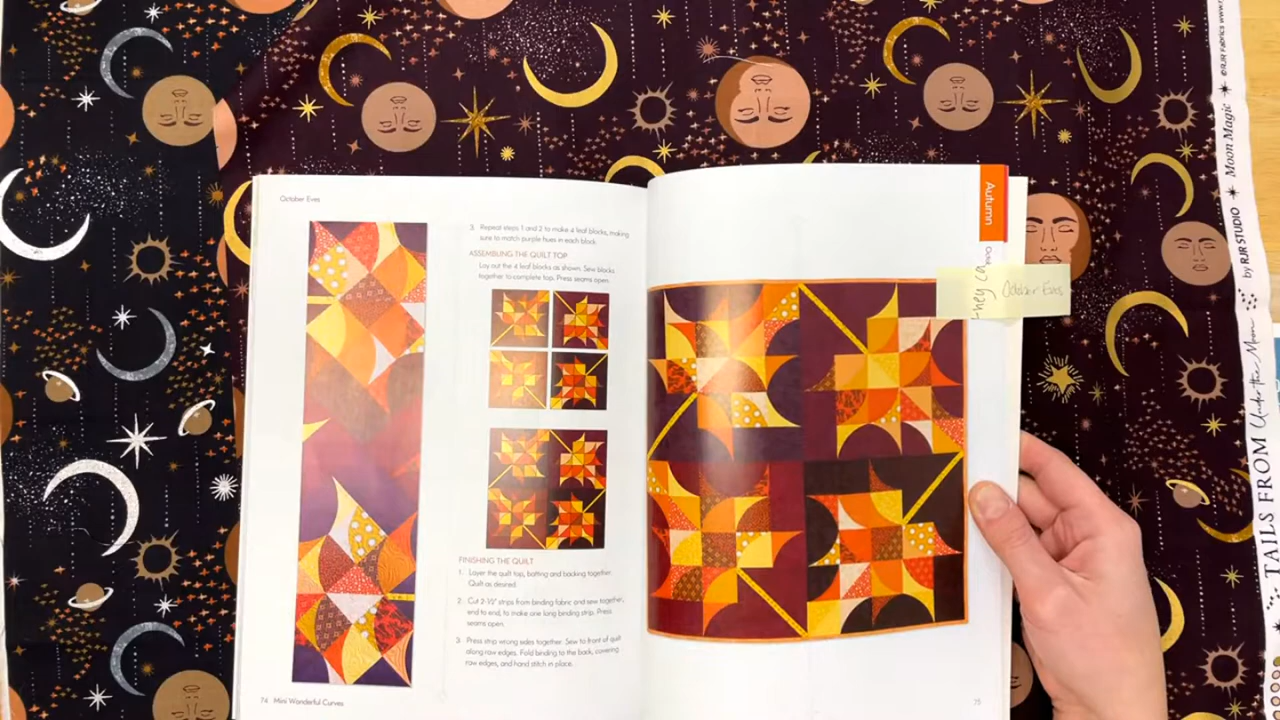 October Eves
3. Repeat steps 1 and 2 to make 4 leaf blocks, making
sure to match purple hues in each block.
ASSEMBLING THE QUILT TOP
Lay out the 4 leaf blocks as shown. Sew blocks
together to complete top. Press seams open.
FINISHING THE QUILT
1. Layer the quilt top, batting and backing together.
Quilt as desired.
2. Cut 2 ½" strips from binding fabric and sew together,
end to end, to make one long binding strip. Press
seams open.
3. Press strip wrong sides together. Sew to front of quilt
along raw edges. Fold binding to the back, covering
raw edges, and hand stitch in place.
74 Mini Wonderful Curves
Autumn
October Eves
75
TAILS FROM Under the Moon by RJR STUDIO Moon Magic ©RJR Fabrics www.